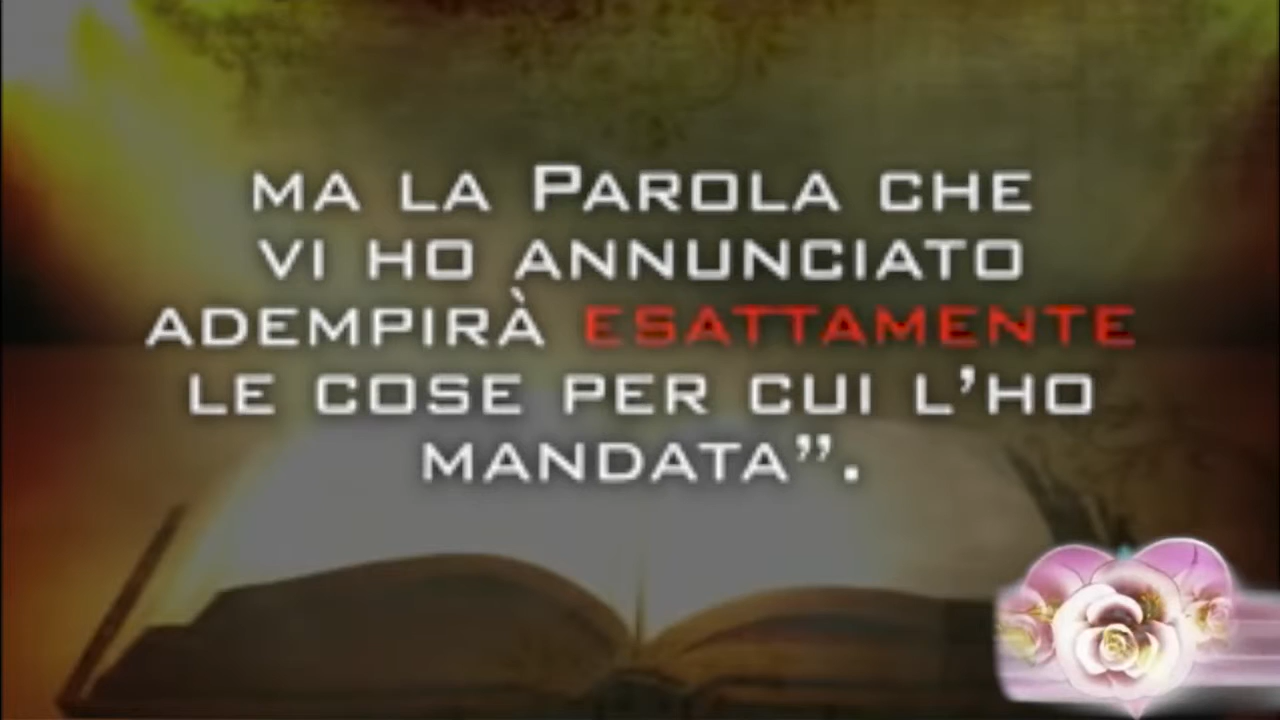 MA LA PAROLA CHE
VI HO ANNUNCIATO
ADEMPIRÀ ESATTAMENTE
LE COSE PER CUI L’HO
MANDATA”.